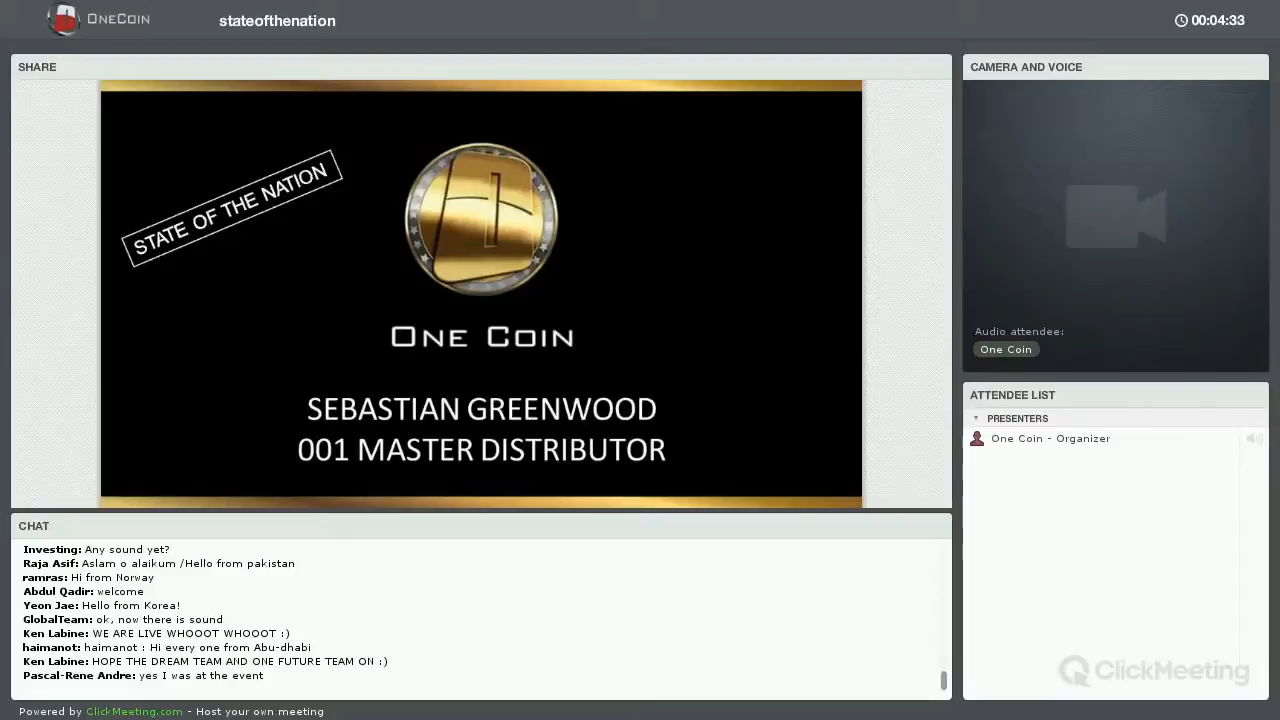 OneCoin
stateofthenation
00:04:33
SHARE
STATE OF THE NATION
One Coin
SEBASTIAN GREENWOOD
001 MASTER DISTRIBUTOR
CAMERA AND VOICE
Audio attendee:
One Coin
ATTENDEE LIST
PRESENTERS
One Coin - Organizer
CHAT
Investing: Any sound yet?
Raja Asif: Aslam o alaikum /Hello from pakistan
ramras: Hi from Norway
Abdul Qadir: welcome
Yeon Jae: Hello from Korea!
GlobalTeam: ok, now there is sound
Ken Labine: WE ARE LIVE WHOOOT WHOOOT :)
haimanot: haimanot : Hi every one from Abu-dhabi
Ken Labine: HOPE THE DREAM TEAM AND ONE FUTURE TEAM ON :)
Pascal-Rene Andre: yes I was at the event
ClickMeeting
Powered by ClickMeeting.com - Host your own meeting